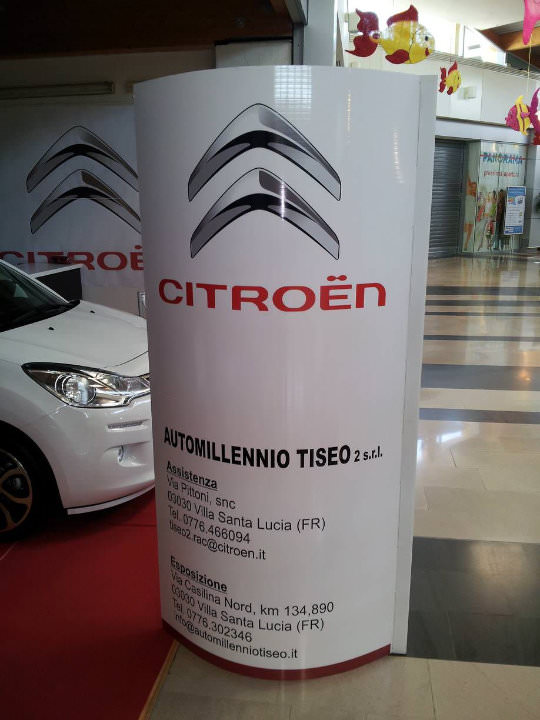 CITROËN
CITROËN
AUTOMILLENNIO TISEO 2 s.r.l.
Assistenza
Via Pittoni, snc
03030 Villa Santa Lucia (FR)
Tel. 0776.466094
tiseo2.rac@citroen.it
Esposizione
Via Casilina Nord, km 134,890
03030 Villa Santa Lucia (FR)
Tel. 0776.302346
info@automillenniotiseo.it
PANORAMA